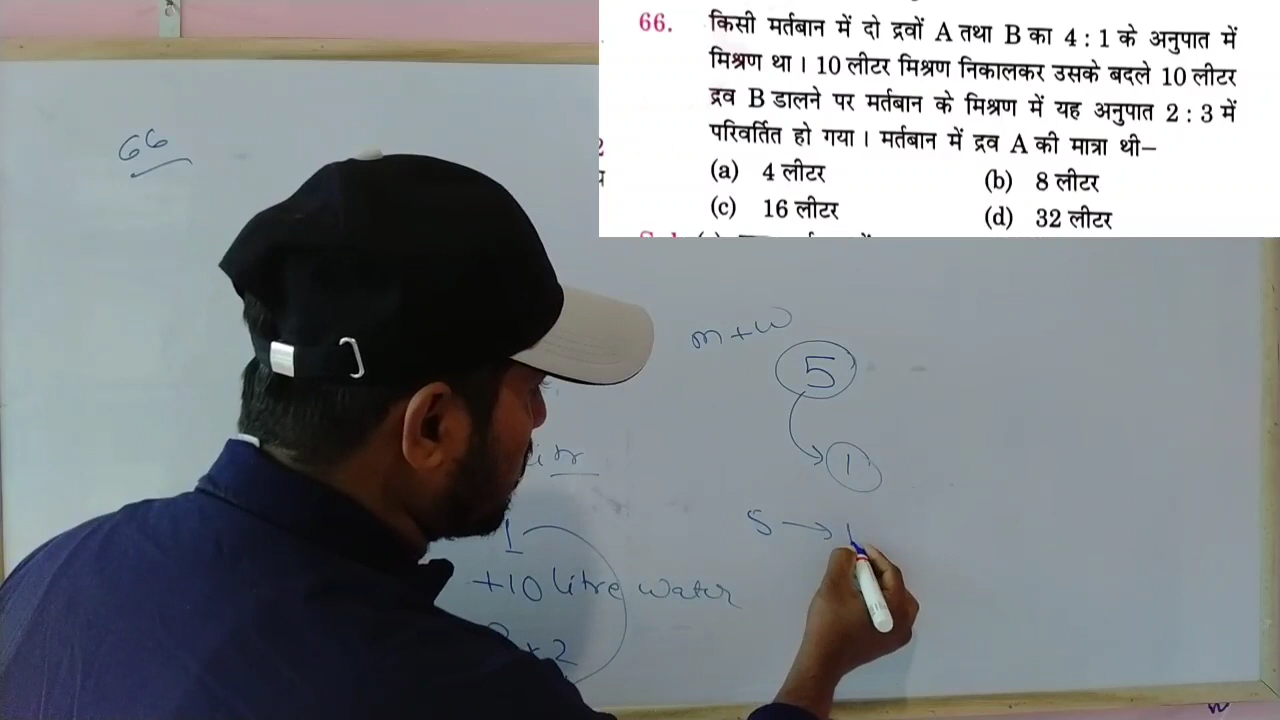 66. किसी मर्तबान में दो द्रवों A तथा B का 4 : 1 के अनुपात में
मिश्रण था । 10 लीटर मिश्रण निकालकर उसके बदले 10 लीटर
द्रव B डालने पर मर्तबान के मिश्रण में यह अनुपात 2 : 3 में
परिवर्तित हो गया । मर्तबान में द्रव A की मात्रा थी–
(a) 4 लीटर (b) 8 लीटर
(c) 16 लीटर (d) 32 लीटर
66
m+w
5
1
1
5 → 1
+10 litre water
× 2